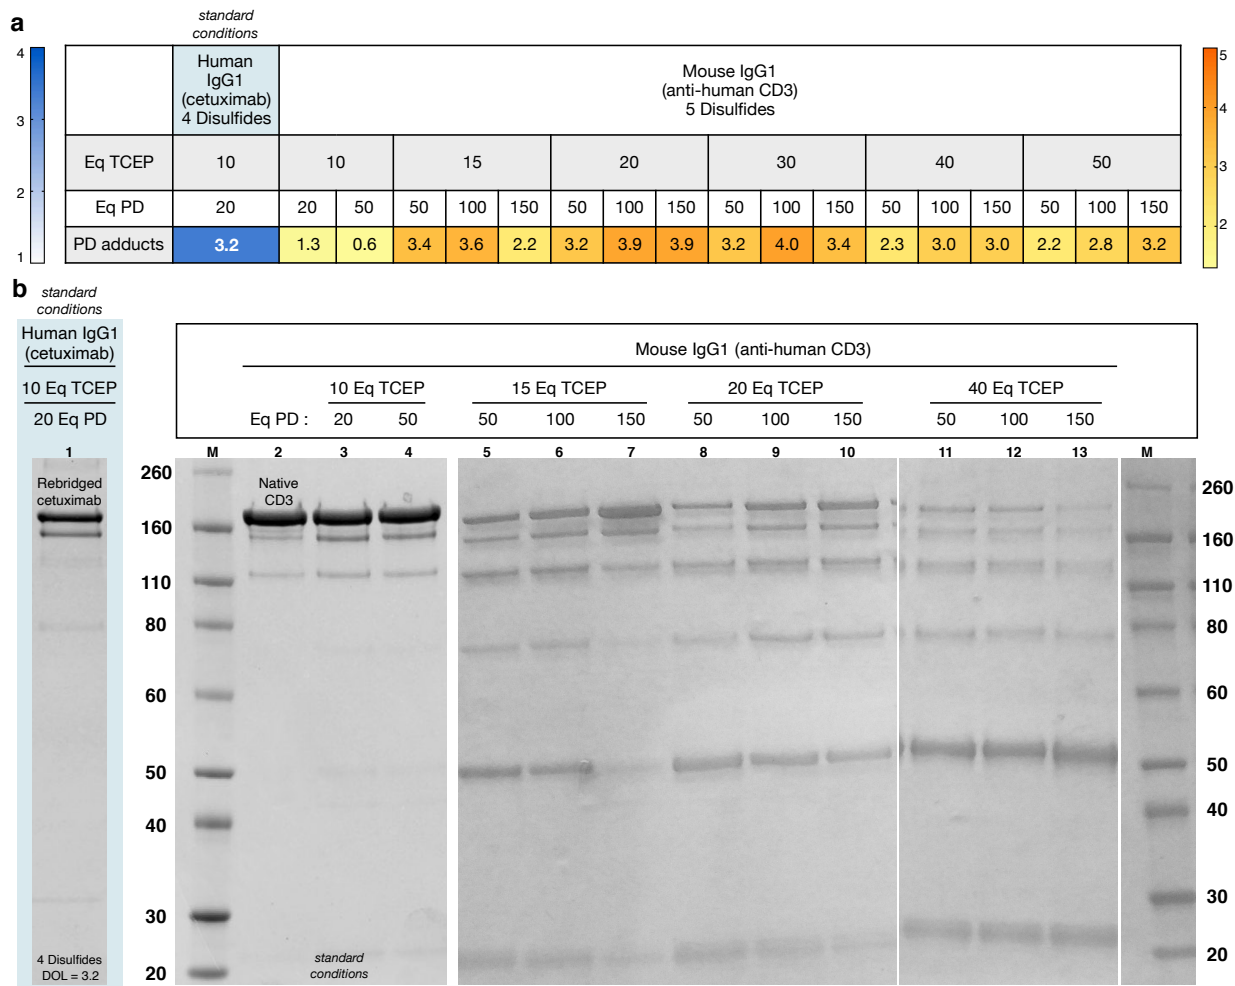 a
standard
conditions
4
3
2
1
Human
IgG1
(cetuximab)
4 Disulfides
Mouse IgG1
(anti-human CD3)
5 Disulfides
5
4
3
2
Eq TCEP 10 10 15 20 30 40 50
Eq PD 20 20 50 50 100 150 50 100 150 50 100 150 50 100 150 50 100 150
PD adducts 3.2 1.3 0.6 3.4 3.6 2.2 3.2 3.9 3.9 3.2 4.0 3.4 2.3 3.0 3.0 2.2 2.8 3.2
b
standard
conditions
Human IgG1
(cetuximab)
10 Eq TCEP
20 Eq PD
Mouse IgG1 (anti-human CD3)
10 Eq TCEP 15 Eq TCEP 20 Eq TCEP 40 Eq TCEP
Eq PD : 20 50 50 100 150 50 100 150 50 100 150
1 M 2 3 4 5 6 7 8 9 10 11 12 13 M
Rebridged
cetuximab
4 Disulfides
DOL = 3.2
260
160
110
80
60
50
40
30
20
Native
CD3
standard
conditions
260
160
110
80
60
50
40
30
20